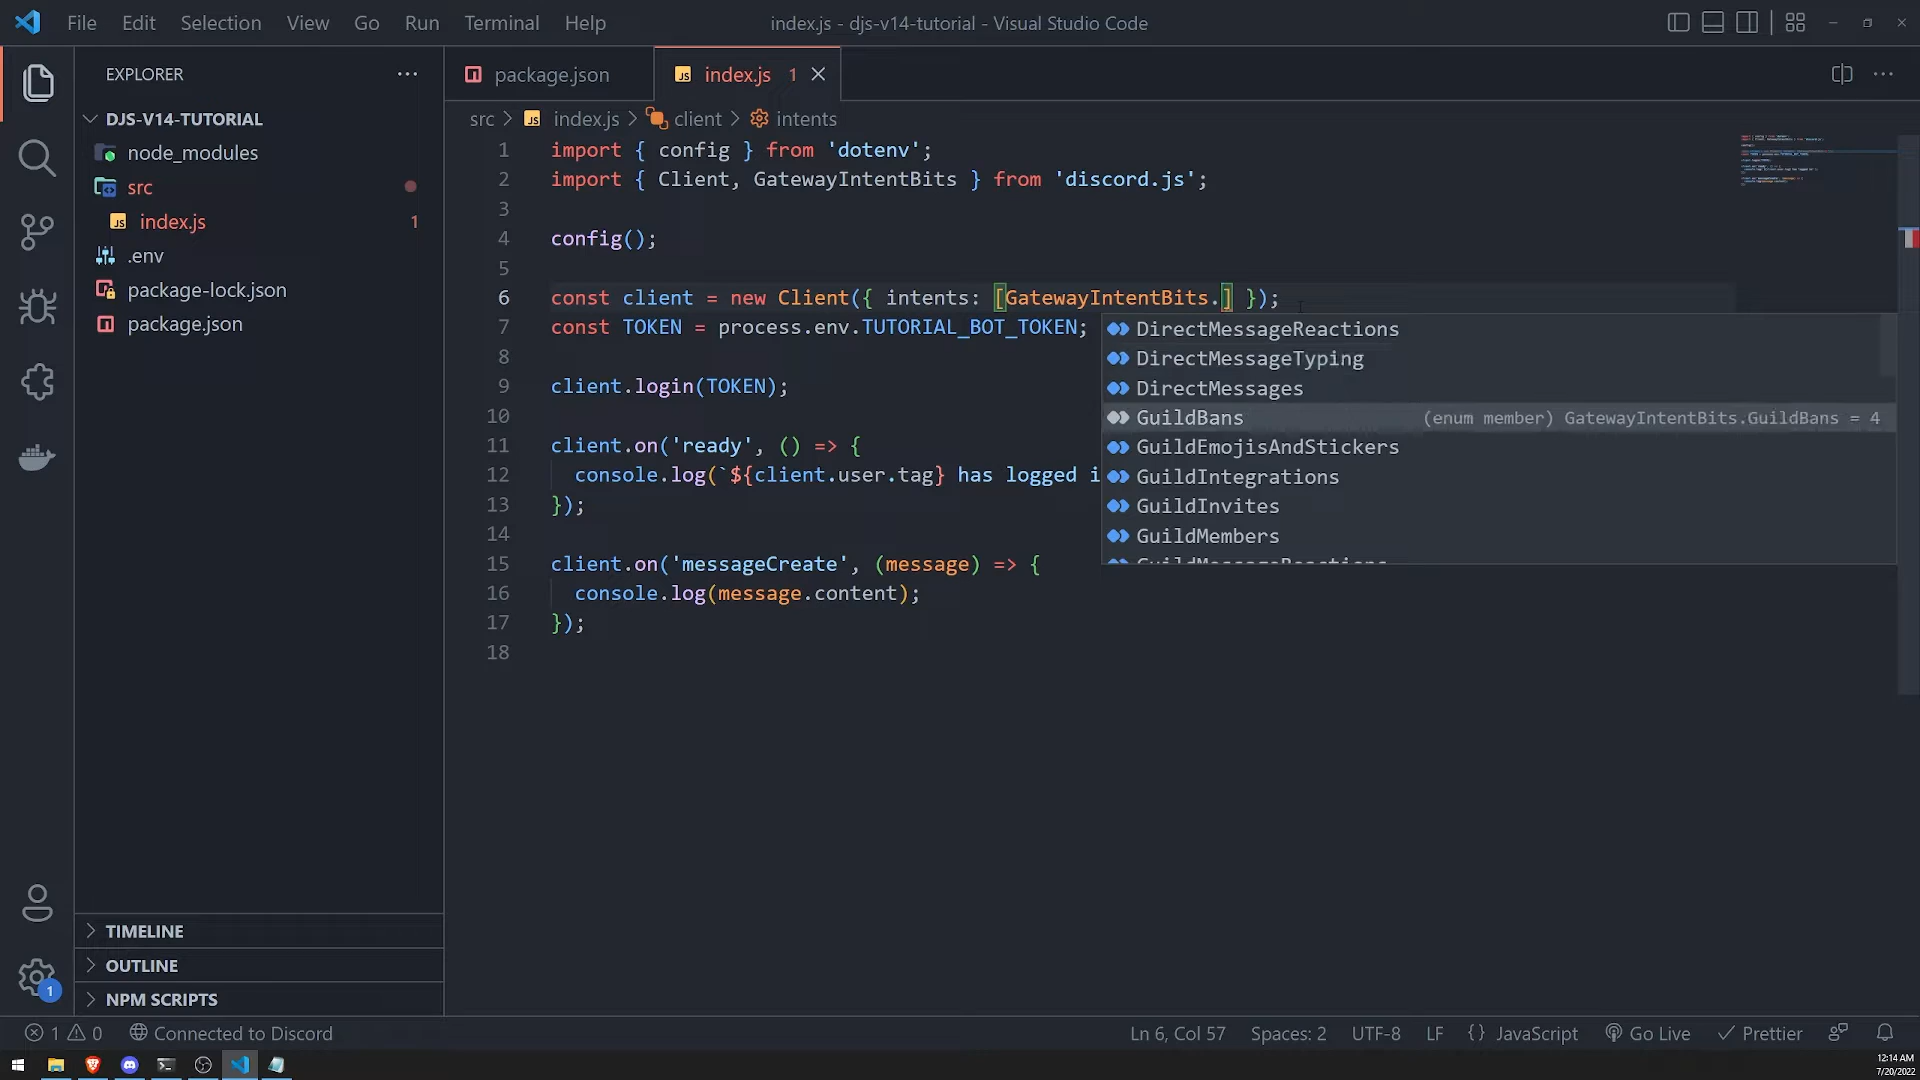 File Edit Selection View Go Run Terminal Help
index.js - djs-v14-tutorial - Visual Studio Code
EXPLORER
DJS-V14-TUTORIAL
node_modules
src
index.js 1
.env
package-lock.json
package.json
TIMELINE
OUTLINE
NPM SCRIPTS
1
package.json
index.js 1
src > index.js > client > intents
1 import { config } from 'dotenv';
2 import { Client, GatewayIntentBits } from 'discord.js';
3
4 config();
5
6 const client = new Client({ intents: [GatewayIntentBits.] });
7 const TOKEN = process.env.TUTORIAL_BOT_TOKEN;
8
9 client.login(TOKEN);
10
11 client.on('ready', () => {
12 console.log(`${client.user.tag} has logged i
13 });
14
15 client.on('messageCreate', (message) => {
16 console.log(message.content);
17 });
18
DirectMessageReactions
DirectMessageTyping
DirectMessages
GuildBans (enum member) GatewayIntentBits.GuildBans = 4
GuildEmojisAndStickers
GuildIntegrations
GuildInvites
GuildMembers
GuildMessageReactions
1 0 Connected to Discord
Ln 6, Col 57 Spaces: 2 UTF-8 LF {} JavaScript Go Live Prettier
12:14 AM
7/20/2022